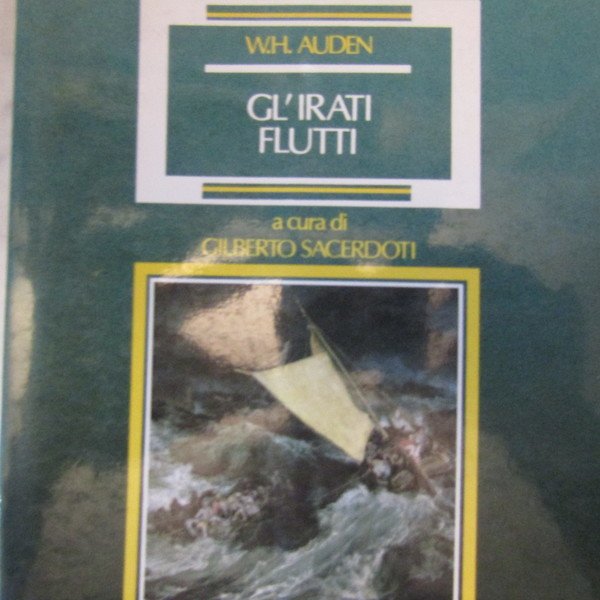 W.H. AUDEN
GL'IRATI
FLUTTI
a cura di
GILBERTO SACERDOTI